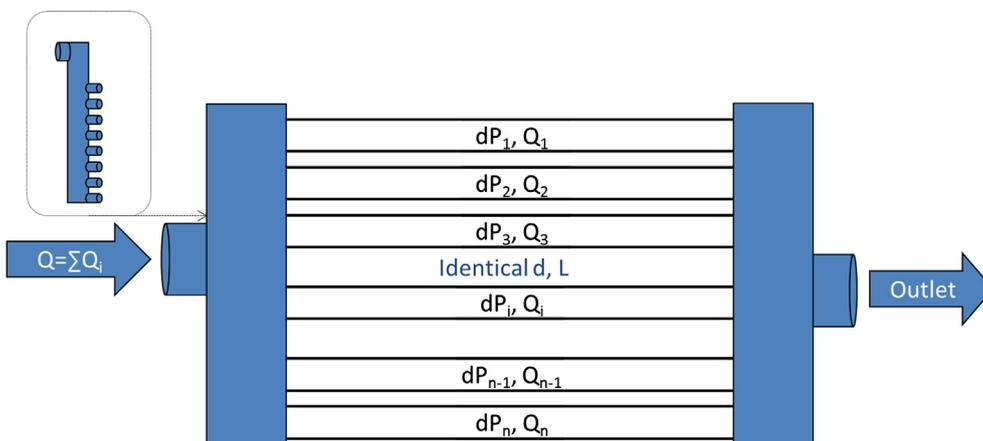 dP₁, Q₁
dP₂, Q₂
dP₃, Q₃
Q=∑Qᵢ
Identical d, L
dPᵢ, Qᵢ
Outlet
dPₙ₋₁, Qₙ₋₁
dPₙ, Qₙ